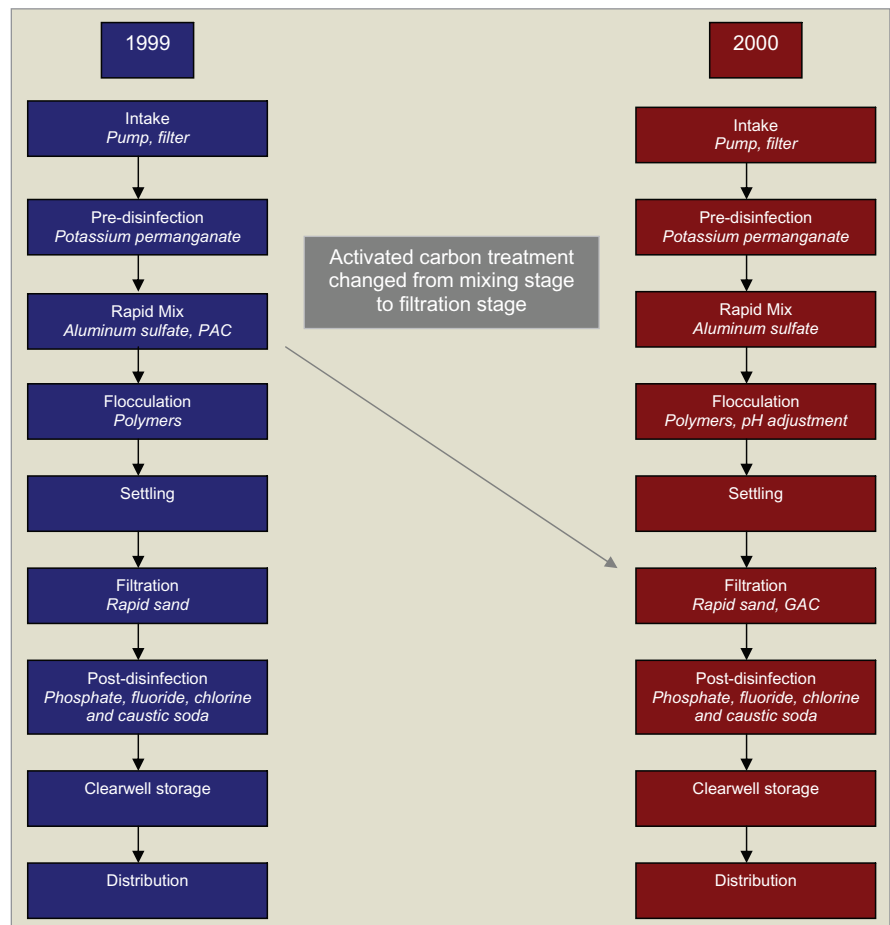 1999
Intake
Pump, filter
Pre-disinfection
Potassium permanganate
Rapid Mix
Aluminum sulfate, PAC
Flocculation
Polymers
Settling
Filtration
Rapid sand
Post-disinfection
Phosphate, fluoride, chlorine
and caustic soda
Clearwell storage
Distribution
Activated carbon treatment
changed from mixing stage
to filtration stage
2000
Intake
Pump, filter
Pre-disinfection
Potassium permanganate
Rapid Mix
Aluminum sulfate
Flocculation
Polymers, pH adjustment
Settling
Filtration
Rapid sand, GAC
Post-disinfection
Phosphate, fluoride, chlorine
and caustic soda
Clearwell storage
Distribution